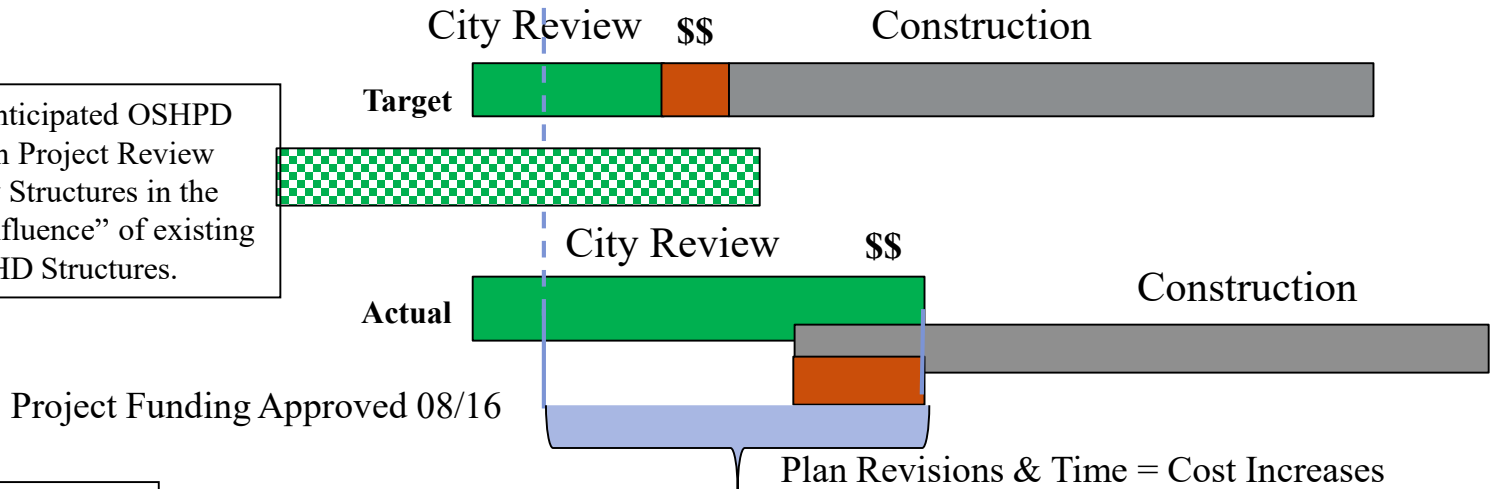 City Review $$ Construction
Target
nticipated OSHPD
n Project Review
Structures in the
fluence” of existing
HD Structures.
City Review $$
Construction
Actual
Project Funding Approved 08/16
Plan Revisions & Time = Cost Increases